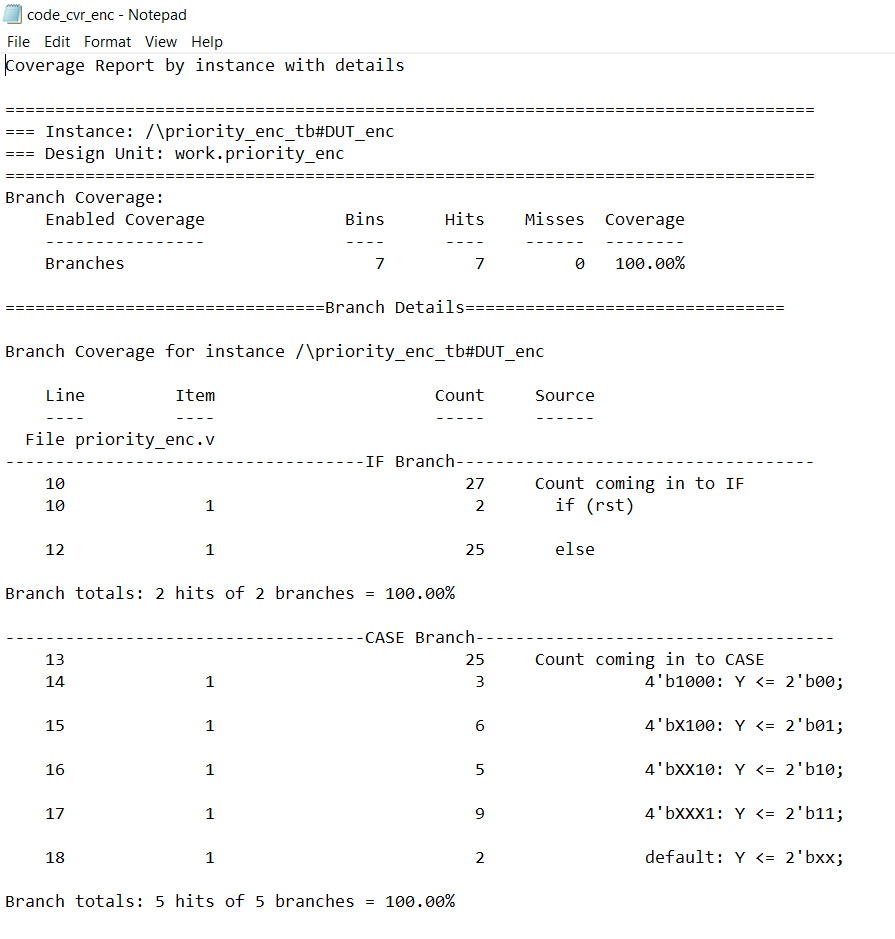 code_cvr_enc - Notepad
File Edit Format View Help
Coverage Report by instance with details
=================================================================================
=== Instance: /\priority_enc_tb#DUT_enc
=== Design Unit: work.priority_enc
=================================================================================
Branch Coverage:
    Enabled Coverage              Bins      Hits    Misses  Coverage
    ----------------              ----      ----    ------  --------
    Branches                         7         7         0   100.00%
================================Branch Details================================
Branch Coverage for instance /\priority_enc_tb#DUT_enc
    Line         Item                      Count     Source
    ----         ----                      -----     ------
  File priority_enc.v
------------------------------------IF Branch------------------------------------
    10                                        27     Count coming in to IF
    10              1                          2       if (rst)
    12              1                         25       else
Branch totals: 2 hits of 2 branches = 100.00%
------------------------------------CASE Branch------------------------------------
    13                                        25     Count coming in to CASE
    14              1                          3                4'b1000: Y <= 2'b00;
    15              1                          6                4'bX100: Y <= 2'b01;
    16              1                          5                4'bXX10: Y <= 2'b10;
    17              1                          9                4'bXXX1: Y <= 2'b11;
    18              1                          2                default: Y <= 2'bxx;
Branch totals: 5 hits of 5 branches = 100.00%